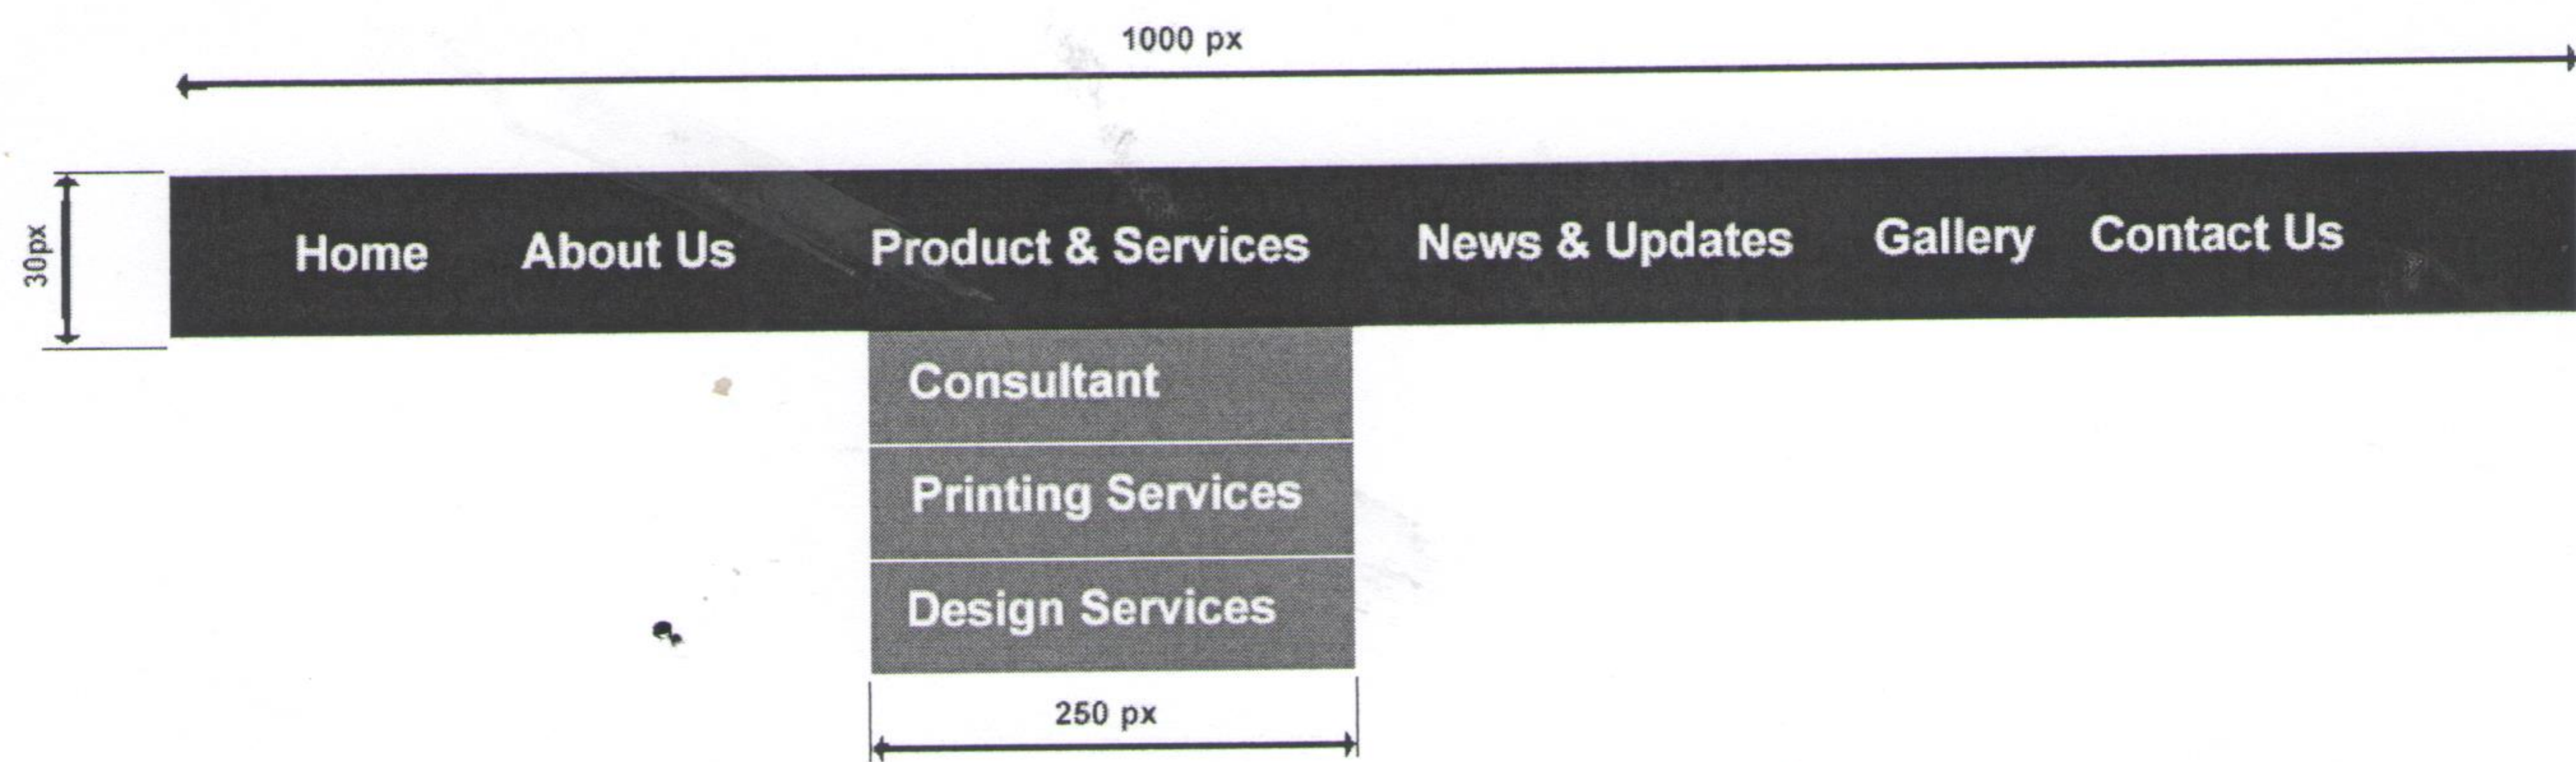 1000 px
30px
Home About Us Product & Services News & Updates Gallery Contact Us
Consultant
Printing Services
Design Services
250 px